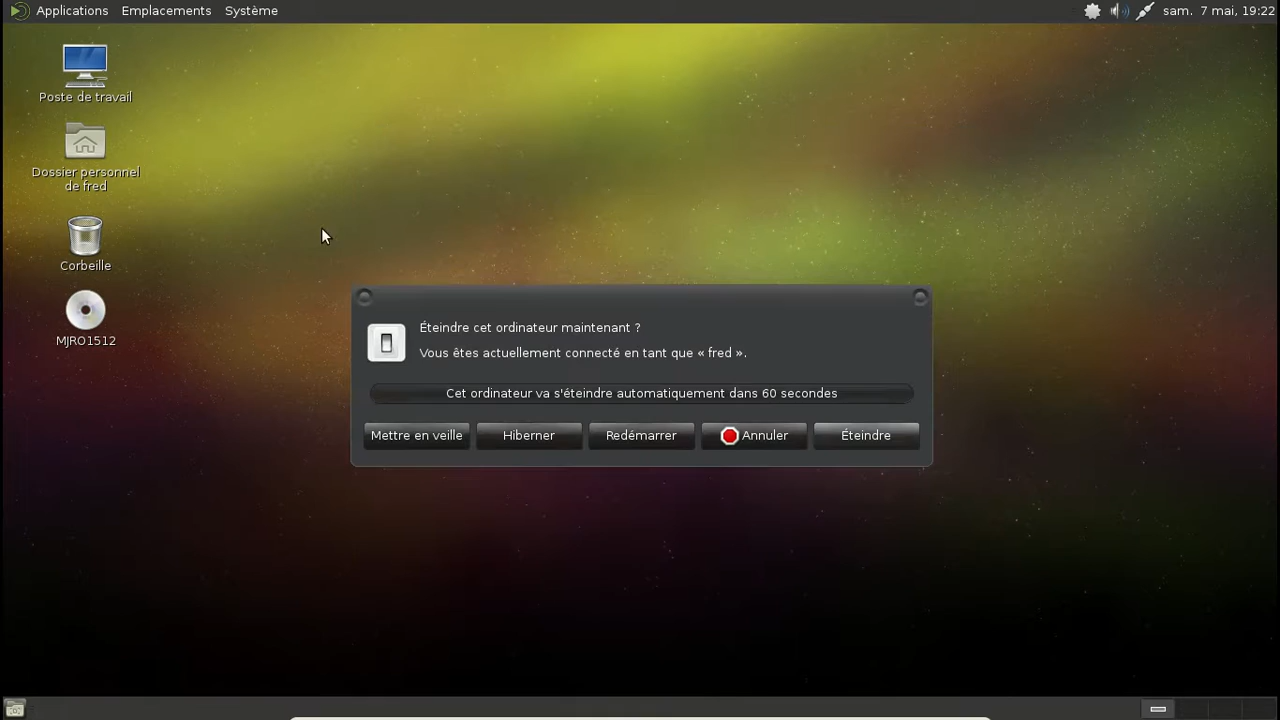 Applications Emplacements Système
sam. 7 mai, 19:22
Poste de travail
Dossier personnel
de fred
Corbeille
MJRO1512
Éteindre cet ordinateur maintenant ?
Vous êtes actuellement connecté en tant que « fred ».
Cet ordinateur va s'éteindre automatiquement dans 60 secondes
Mettre en veille Hiberner Redémarrer Annuler Éteindre